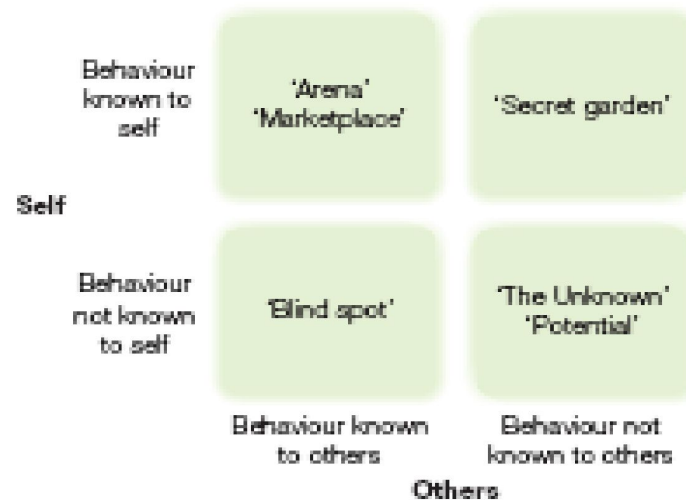 Behaviour
known to
self
‘Arena’
‘Marketplace’
‘Secret garden’
Self
Behaviour
not known
to self
‘Blind spot’
‘The Unknown’
‘Potential’
Behaviour known
to others
Behaviour not
known to others
Others